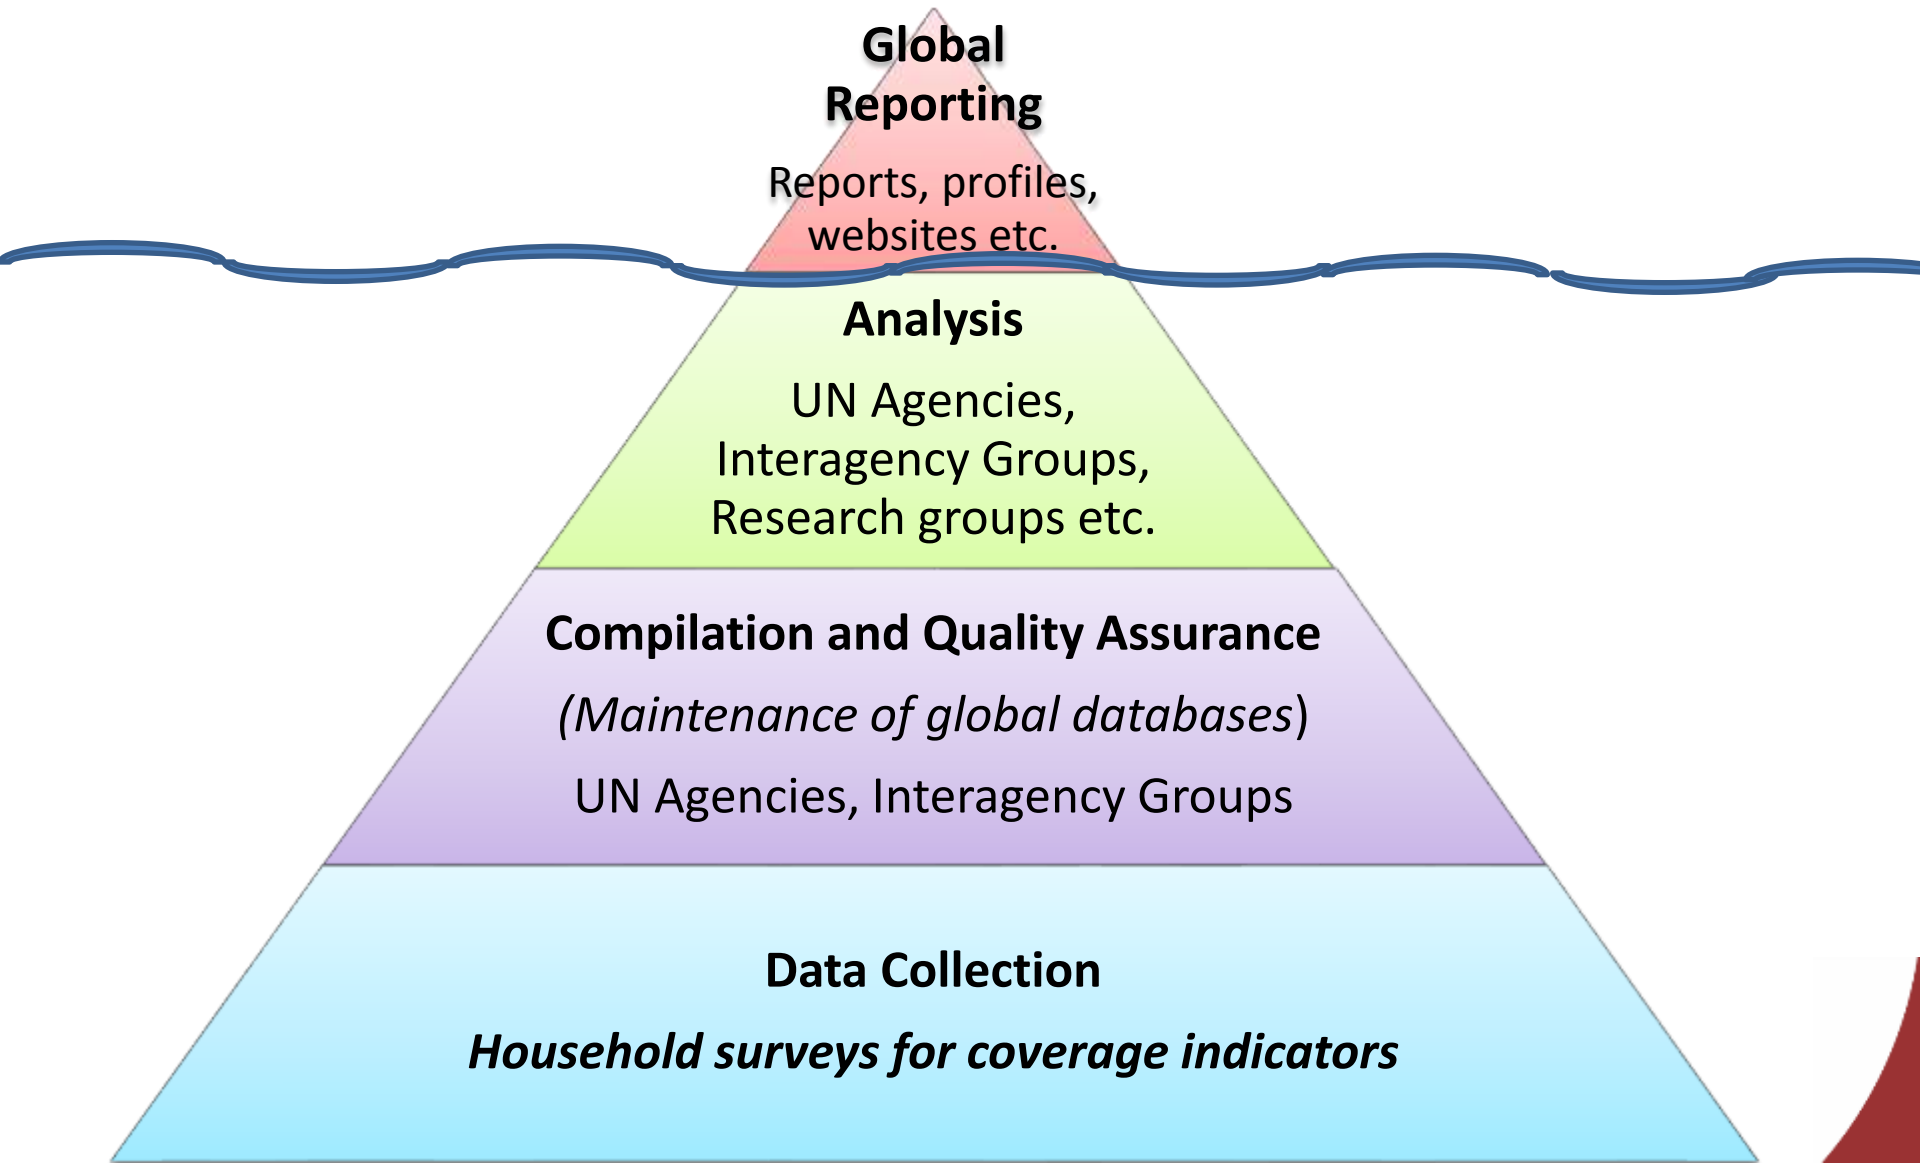 Global
Reporting
Reports, profiles,
websites etc.
Analysis
UN Agencies,
Interagency Groups,
Research groups etc.
Compilation and Quality Assurance
(Maintenance of global databases)
UN Agencies, Interagency Groups
Data Collection
Household surveys for coverage indicators